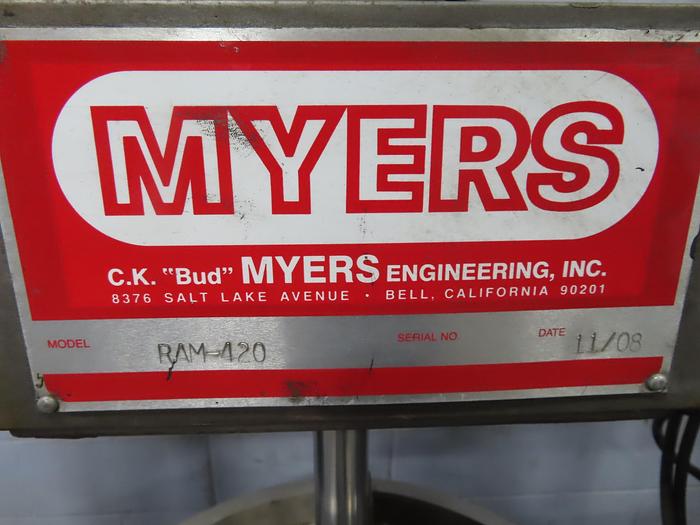 MYERS
C.K. "Bud" MYERS ENGINEERING, INC.
8376 SALT LAKE AVENUE · BELL, CALIFORNIA 90201
MODEL RAM-420 SERIAL NO. DATE 11/08